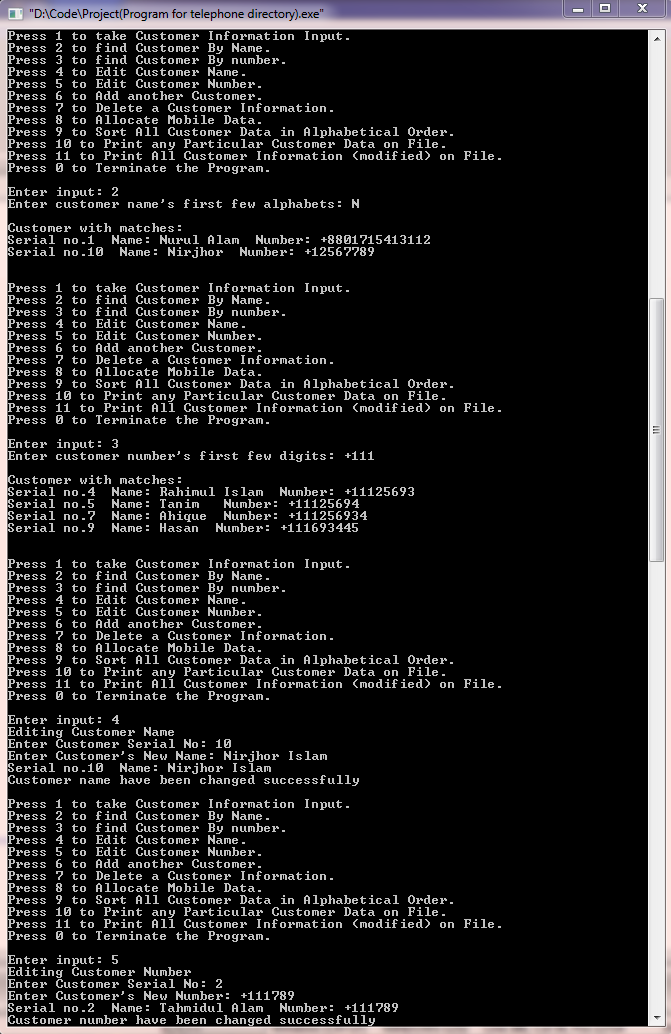 "D:\Code\Project(Program for telephone directory).exe"
Press 1 to take Customer Information Input.
Press 2 to find Customer By Name.
Press 3 to find Customer By number.
Press 4 to Edit Customer Name.
Press 5 to Edit Customer Number.
Press 6 to Add another Customer.
Press 7 to Delete a Customer Information.
Press 8 to Allocate Mobile Data.
Press 9 to Sort All Customer Data in Alphabetical Order.
Press 10 to Print any Particular Customer Data on File.
Press 11 to Print All Customer Information (modified) on File.
Press 0 to Terminate the Program.
Enter input: 2
Enter customer name's first few alphabets: N
Customer with matches:
Serial no.1  Name: Nurul Alam  Number: +8801715413112
Serial no.10  Name: Nirjhor  Number: +12567789
Press 1 to take Customer Information Input.
Press 2 to find Customer By Name.
Press 3 to find Customer By number.
Press 4 to Edit Customer Name.
Press 5 to Edit Customer Number.
Press 6 to Add another Customer.
Press 7 to Delete a Customer Information.
Press 8 to Allocate Mobile Data.
Press 9 to Sort All Customer Data in Alphabetical Order.
Press 10 to Print any Particular Customer Data on File.
Press 11 to Print All Customer Information (modified) on File.
Press 0 to Terminate the Program.
Enter input: 3
Enter customer number's first few digits: +111
Customer with matches:
Serial no.4  Name: Rahimul Islam  Number: +11125693
Serial no.5  Name: Tanim   Number: +11125694
Serial no.7  Name: Ahique  Number: +111256934
Serial no.9  Name: Hasan  Number: +111693445
Press 1 to take Customer Information Input.
Press 2 to find Customer By Name.
Press 3 to find Customer By number.
Press 4 to Edit Customer Name.
Press 5 to Edit Customer Number.
Press 6 to Add another Customer.
Press 7 to Delete a Customer Information.
Press 8 to Allocate Mobile Data.
Press 9 to Sort All Customer Data in Alphabetical Order.
Press 10 to Print any Particular Customer Data on File.
Press 11 to Print All Customer Information (modified) on File.
Press 0 to Terminate the Program.
Enter input: 4
Editing Customer Name
Enter Customer Serial No: 10
Enter Customer's New Name: Nirjhor Islam
Serial no.10  Name: Nirjhor Islam
Customer name have been changed successfully
Press 1 to take Customer Information Input.
Press 2 to find Customer By Name.
Press 3 to find Customer By number.
Press 4 to Edit Customer Name.
Press 5 to Edit Customer Number.
Press 6 to Add another Customer.
Press 7 to Delete a Customer Information.
Press 8 to Allocate Mobile Data.
Press 9 to Sort All Customer Data in Alphabetical Order.
Press 10 to Print any Particular Customer Data on File.
Press 11 to Print All Customer Information (modified) on File.
Press 0 to Terminate the Program.
Enter input: 5
Editing Customer Number
Enter Customer Serial No: 2
Enter Customer's New Number: +111789
Serial no.2  Name: Tahmidul Alam  Number: +111789
Customer number have been changed successfully